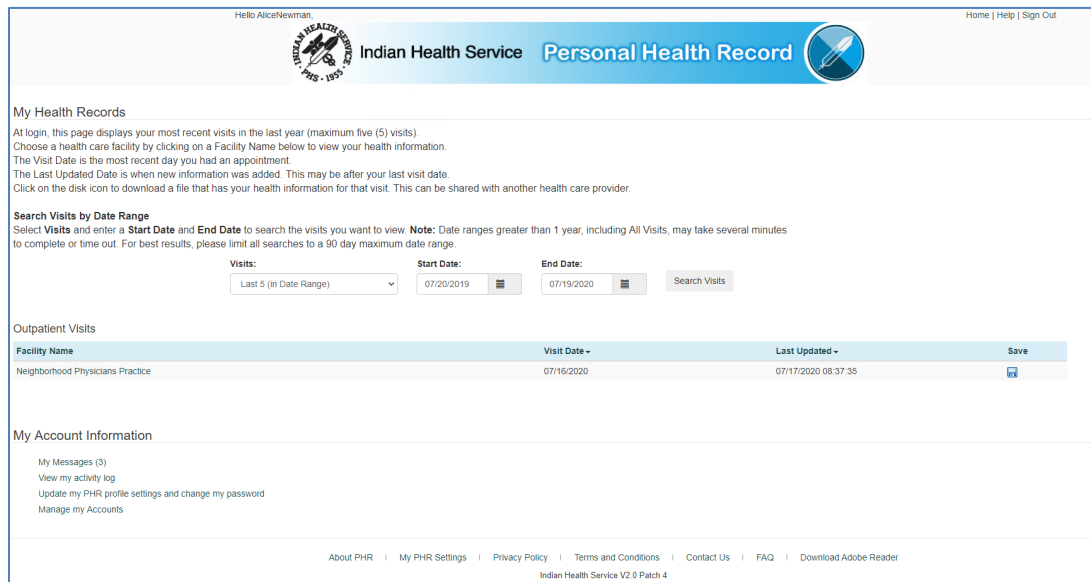 Hello AliceNewman,
Home | Help | Sign Out
INDIAN HEALTH SERVICE
PHS - 1955
Indian Health Service Personal Health Record
My Health Records
At login, this page displays your most recent visits in the last year (maximum five (5) visits).
Choose a health care facility by clicking on a Facility Name below to view your health information.
The Visit Date is the most recent day you had an appointment.
The Last Updated Date is when new information was added. This may be after your last visit date.
Click on the disk icon to download a file that has your health information for that visit. This can be shared with another health care provider.
Search Visits by Date Range
Select Visits and enter a Start Date and End Date to search the visits you want to view. Note: Date ranges greater than 1 year, including All Visits, may take several minutes
to complete or time out. For best results, please limit all searches to a 90 day maximum date range.
Visits: Start Date: End Date:
Last 5 (in Date Range) 07/20/2019 07/19/2020 Search Visits
Outpatient Visits
Facility Name Visit Date Last Updated Save
Neighborhood Physicians Practice 07/16/2020 07/17/2020 08:37:35
My Account Information
My Messages (3)
View my activity log
Update my PHR profile settings and change my password
Manage my Accounts
About PHR | My PHR Settings | Privacy Policy | Terms and Conditions | Contact Us | FAQ | Download Adobe Reader
Indian Health Service V2.0 Patch 4